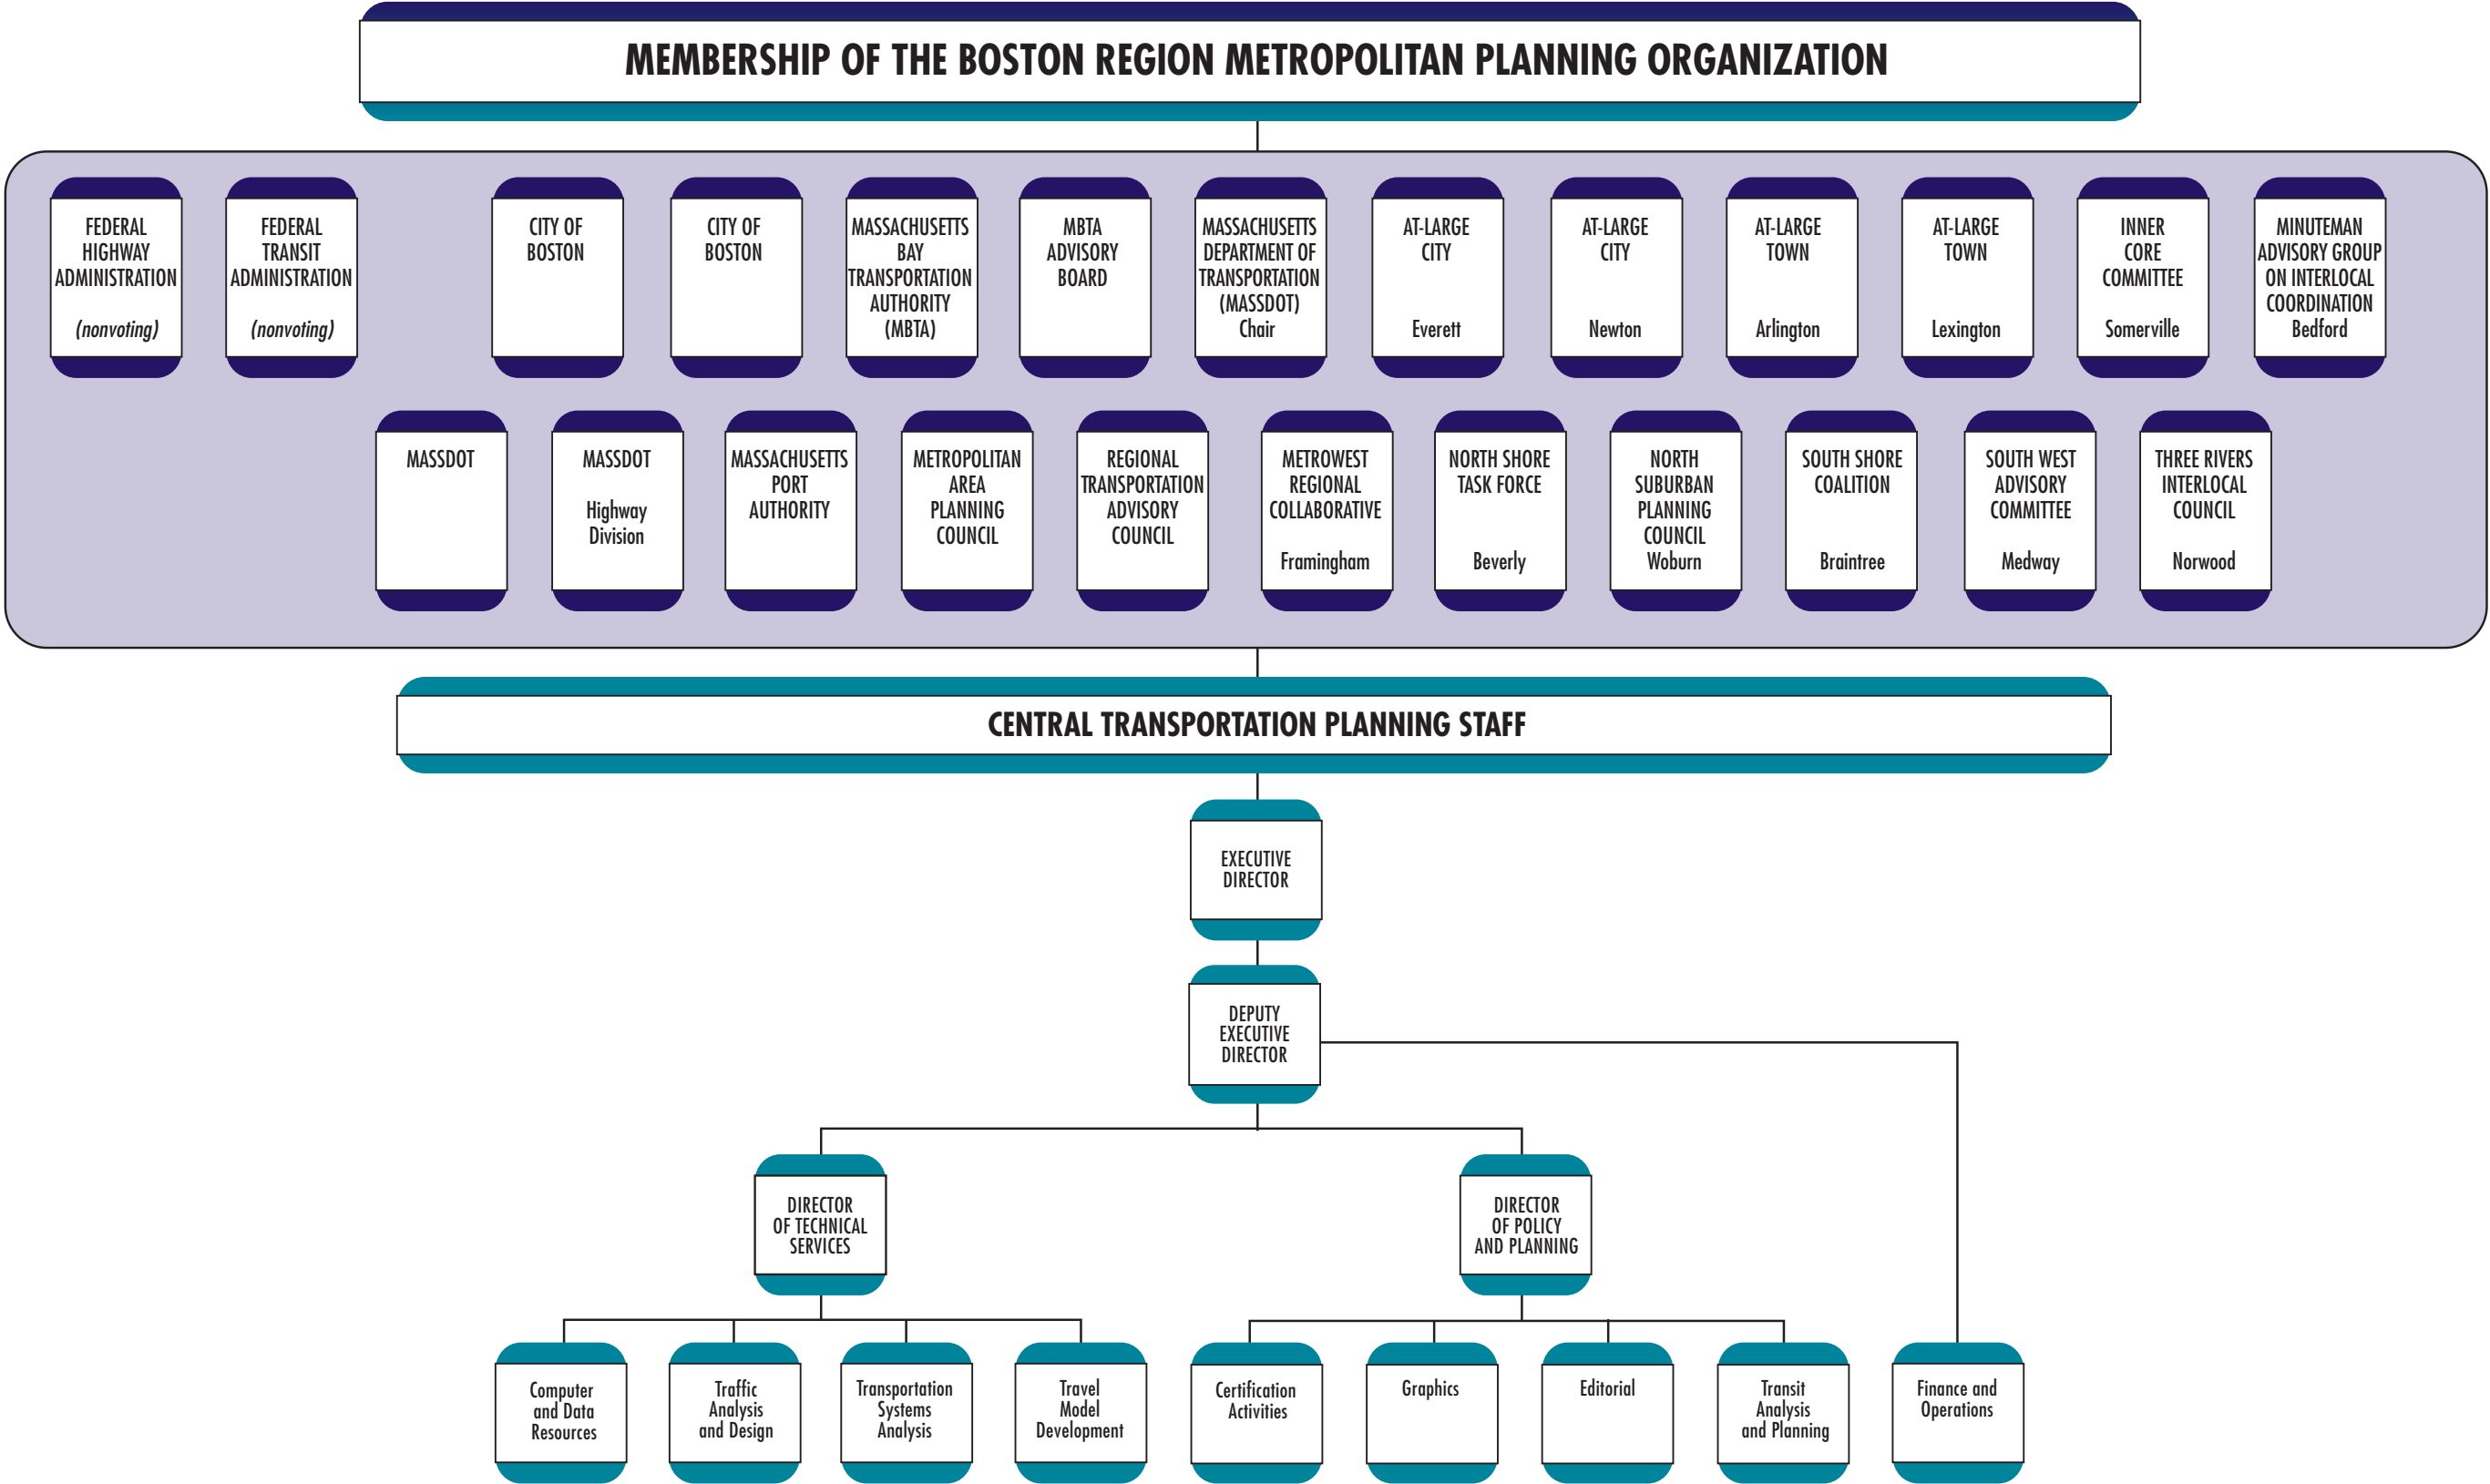 MEMBERSHIP OF THE BOSTON REGION METROPOLITAN PLANNING ORGANIZATION
FEDERAL
HIGHWAY
ADMINISTRATION
(nonvoting)
FEDERAL
TRANSIT
ADMINISTRATION
(nonvoting)
CITY OF
BOSTON
CITY OF
BOSTON
MASSACHUSETTS
BAY
TRANSPORTATION
AUTHORITY
(MBTA)
MBTA
ADVISORY
BOARD
MASSACHUSETTS
DEPARTMENT OF
TRANSPORTATION
(MASSDOT)
Chair
AT-LARGE
CITY
Everett
AT-LARGE
CITY
Newton
AT-LARGE
TOWN
Arlington
AT-LARGE
TOWN
Lexington
INNER
CORE
COMMITTEE
Somerville
MINUTEMAN
ADVISORY GROUP
ON INTERLOCAL
COORDINATION
Bedford
MASSDOT
MASSDOT
Highway
Division
MASSACHUSETTS
PORT
AUTHORITY
METROPOLITAN
AREA
PLANNING
COUNCIL
REGIONAL
TRANSPORTATION
ADVISORY
COUNCIL
METROWEST
REGIONAL
COLLABORATIVE
Framingham
NORTH SHORE
TASK FORCE
Beverly
NORTH
SUBURBAN
PLANNING
COUNCIL
Woburn
SOUTH SHORE
COALITION
Braintree
SOUTH WEST
ADVISORY
COMMITTEE
Medway
THREE RIVERS
INTERLOCAL
COUNCIL
Norwood
CENTRAL TRANSPORTATION PLANNING STAFF
EXECUTIVE
DIRECTOR
DEPUTY
EXECUTIVE
DIRECTOR
DIRECTOR
OF TECHNICAL
SERVICES
DIRECTOR
OF POLICY
AND PLANNING
Computer
and Data
Resources
Traffic
Analysis
and Design
Transportation
Systems
Analysis
Travel
Model
Development
Certification
Activities
Graphics
Editorial
Transit
Analysis
and Planning
Finance and
Operations